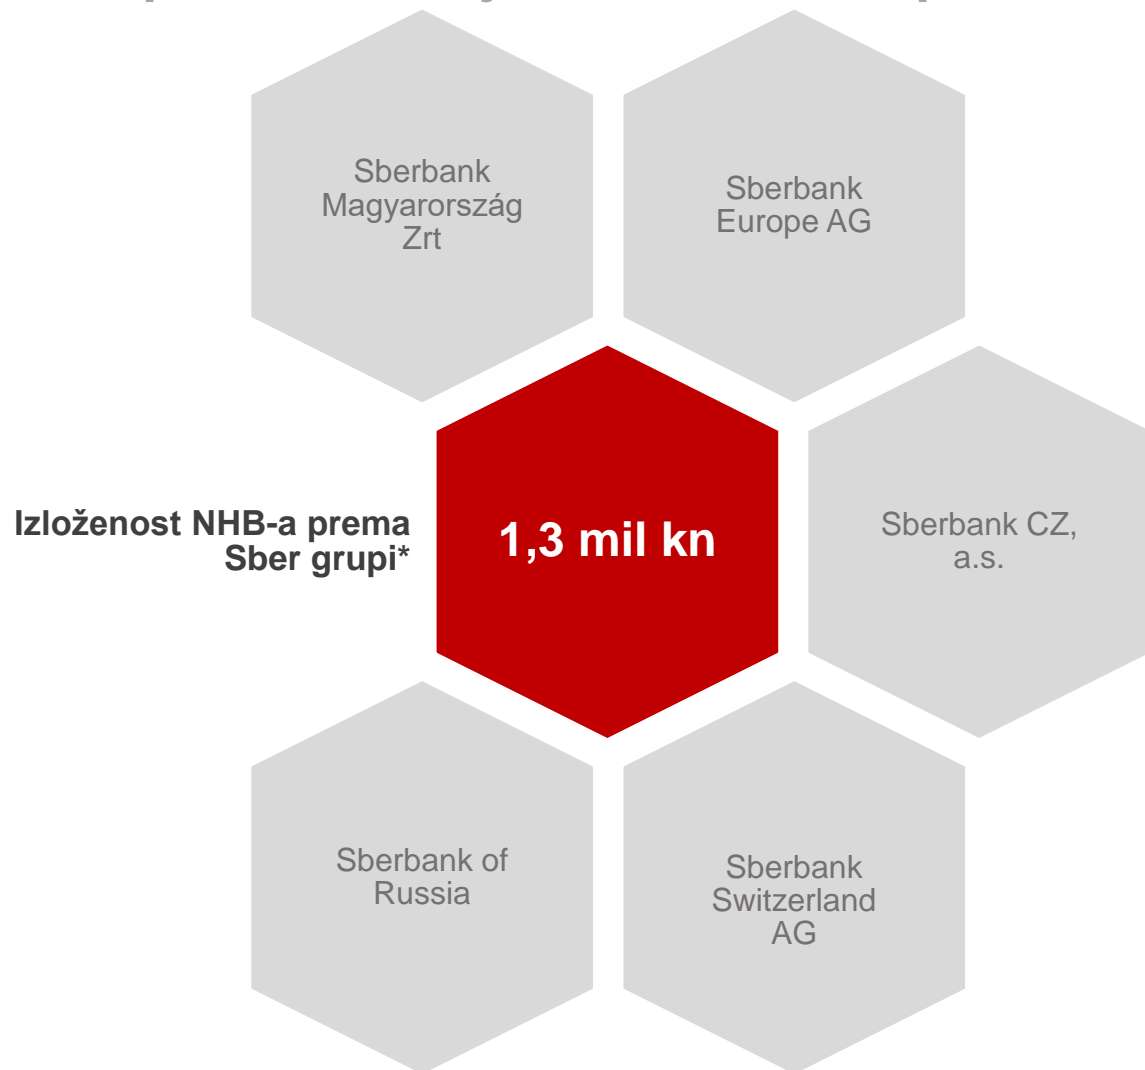 Sberbank
Magyarország
Zrt
Sberbank
Europe AG
Izloženost NHB-a prema
Sber grupi*
1,3 mil kn
Sberbank CZ,
a.s.
Sberbank of
Russia
Sberbank
Switzerland
AG